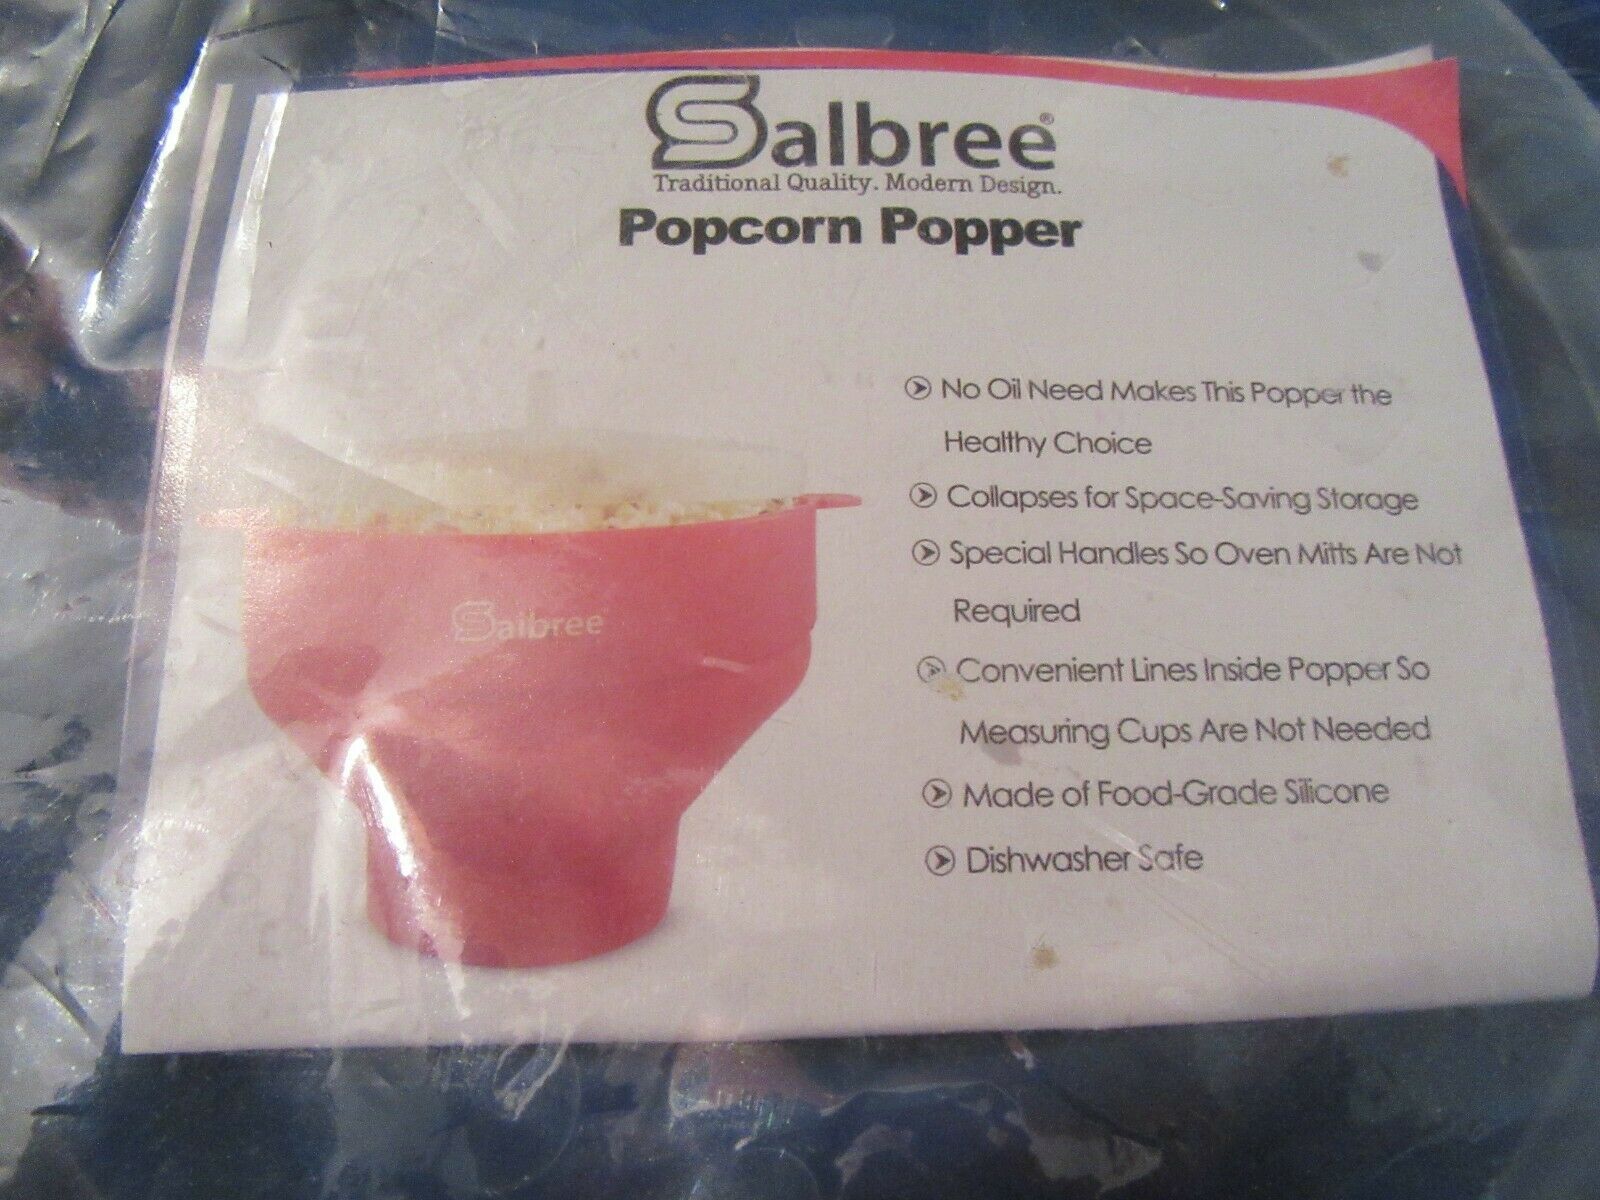 Salbree®
Traditional Quality. Modern Design.
Popcorn Popper
No Oil Need Makes This Popper the
Healthy Choice
Collapses for Space-Saving Storage
Special Handles So Oven Mitts Are Not
Required
Convenient Lines Inside Popper So
Measuring Cups Are Not Needed
Made of Food-Grade Silicone
Dishwasher Safe
Salbree